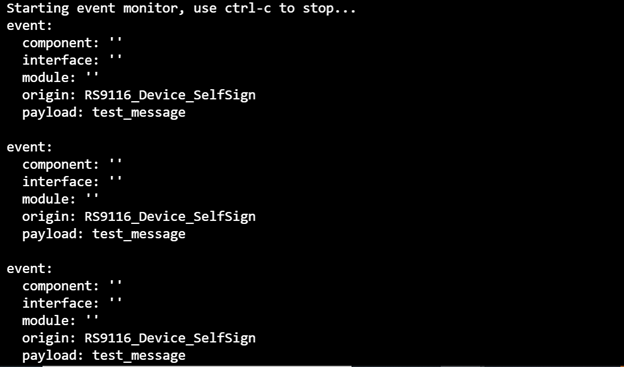 Starting event monitor, use ctrl-c to stop...
event:
  component: ''
  interface: ''
  module: ''
  origin: RS9116_Device_SelfSign
  payload: test_message

event:
  component: ''
  interface: ''
  module: ''
  origin: RS9116_Device_SelfSign
  payload: test_message

event:
  component: ''
  interface: ''
  module: ''
  origin: RS9116_Device_SelfSign
  payload: test_message